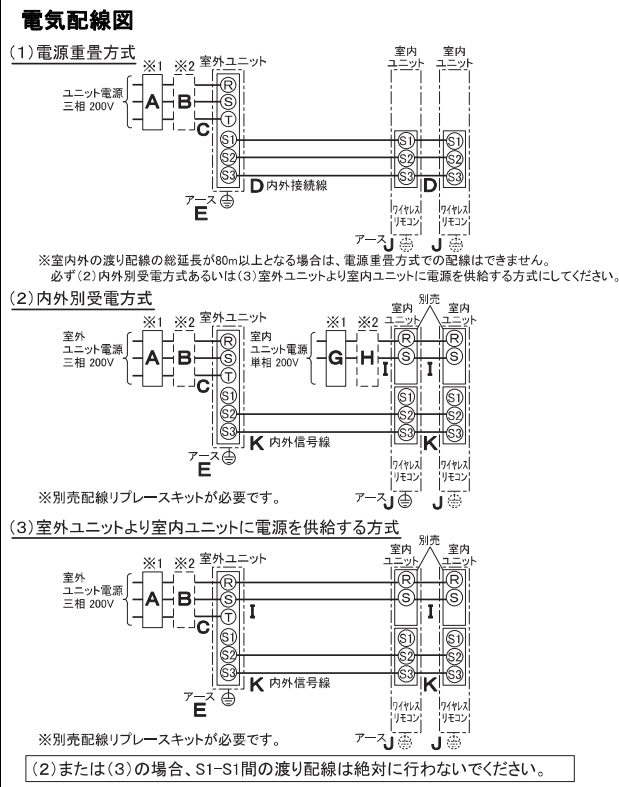 電気配線図
(1)電源重畳方式
※1 ※2 室外ユニット 室内ユニット 室内ユニット
ユニット電源
三相 200V
A B C
R
S
T
S1 S1 S1
S2 S2 S2
S3 S3 S3
D 内外接続線 D
アース
E
ワイヤレスリモコン ワイヤレスリモコン
アース J J
※室内外の渡り配線の総延長が80m以上となる場合は、電源重畳方式での配線はできません。
必ず(2)内外別受電方式あるいは(3)室外ユニットより室内ユニットに電源を供給する方式にしてください。
(2)内外別受電方式
別売
※1 ※2 室外ユニット ※1 ※2 室内ユニット 室内ユニット
室外
ユニット電源
三相 200V
A B C
R
S
T
S1
S2
S3
室内
ユニット電源
単相 200V
G H I I
R R
S S
S1 S1
S2 S2
S3 S3
K 内外信号線 K
アース
E
ワイヤレスリモコン ワイヤレスリモコン
※別売配線リプレースキットが必要です。
アース J J
(3)室外ユニットより室内ユニットに電源を供給する方式
別売
※1 ※2 室外ユニット 室内ユニット 室内ユニット
室外
ユニット電源
三相 200V
A B C
R R R
S S S
T I I
S1 S1 S1
S2 S2 S2
S3 S3 S3
K 内外信号線 K
アース
E
ワイヤレスリモコン ワイヤレスリモコン
※別売配線リプレースキットが必要です。
アース J J
(2)または(3)の場合、S1-S1間の渡り配線は絶対に行わないでください。